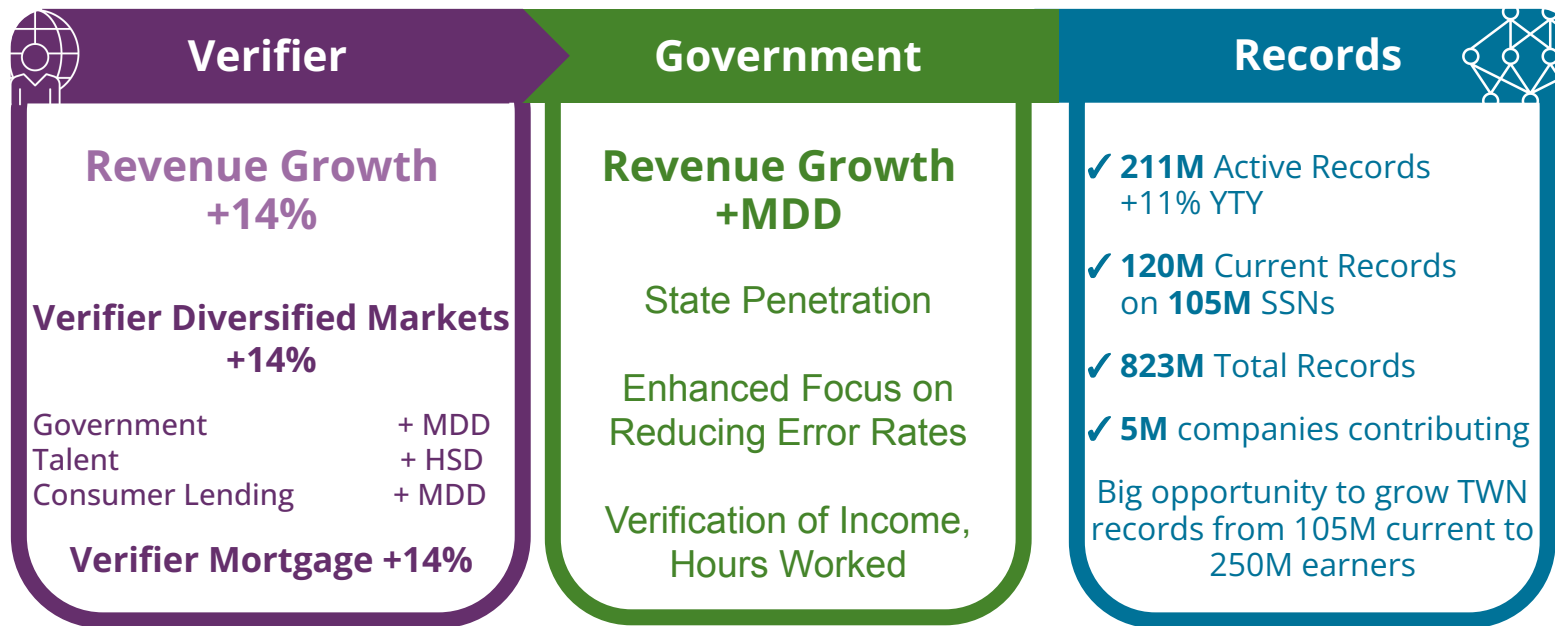 Verifier
Revenue Growth
+14%
Verifier Diversified Markets
+14%
Government + MDD
Talent + HSD
Consumer Lending + MDD
Verifier Mortgage +14%
Government
Revenue Growth
+MDD
State Penetration
Enhanced Focus on
Reducing Error Rates
Verification of Income,
Hours Worked
Records
✓ 211M Active Records
+11% YTY
✓ 120M Current Records
on 105M SSNs
✓ 823M Total Records
✓ 5M companies contributing
Big opportunity to grow TWN
records from 105M current to
250M earners